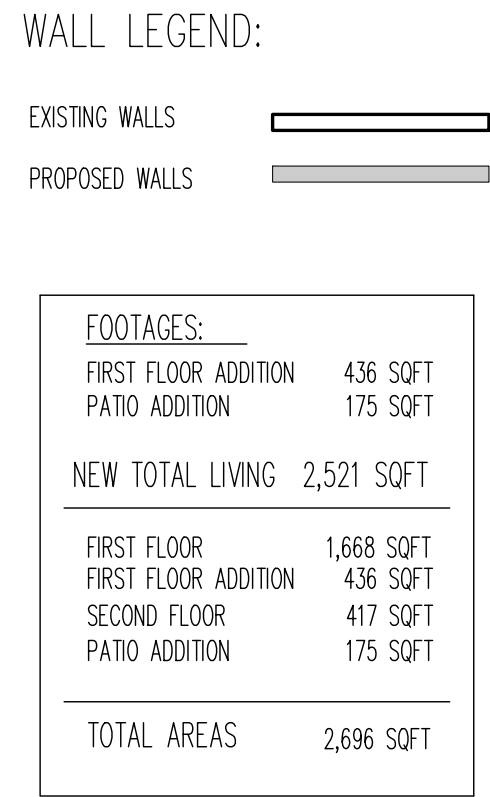 WALL LEGEND:
EXISTING WALLS
PROPOSED WALLS
FOOTAGES:
FIRST FLOOR ADDITION 436 SQFT
PATIO ADDITION 175 SQFT
NEW TOTAL LIVING 2,521 SQFT
FIRST FLOOR 1,668 SQFT
FIRST FLOOR ADDITION 436 SQFT
SECOND FLOOR 417 SQFT
PATIO ADDITION 175 SQFT
TOTAL AREAS 2,696 SQFT